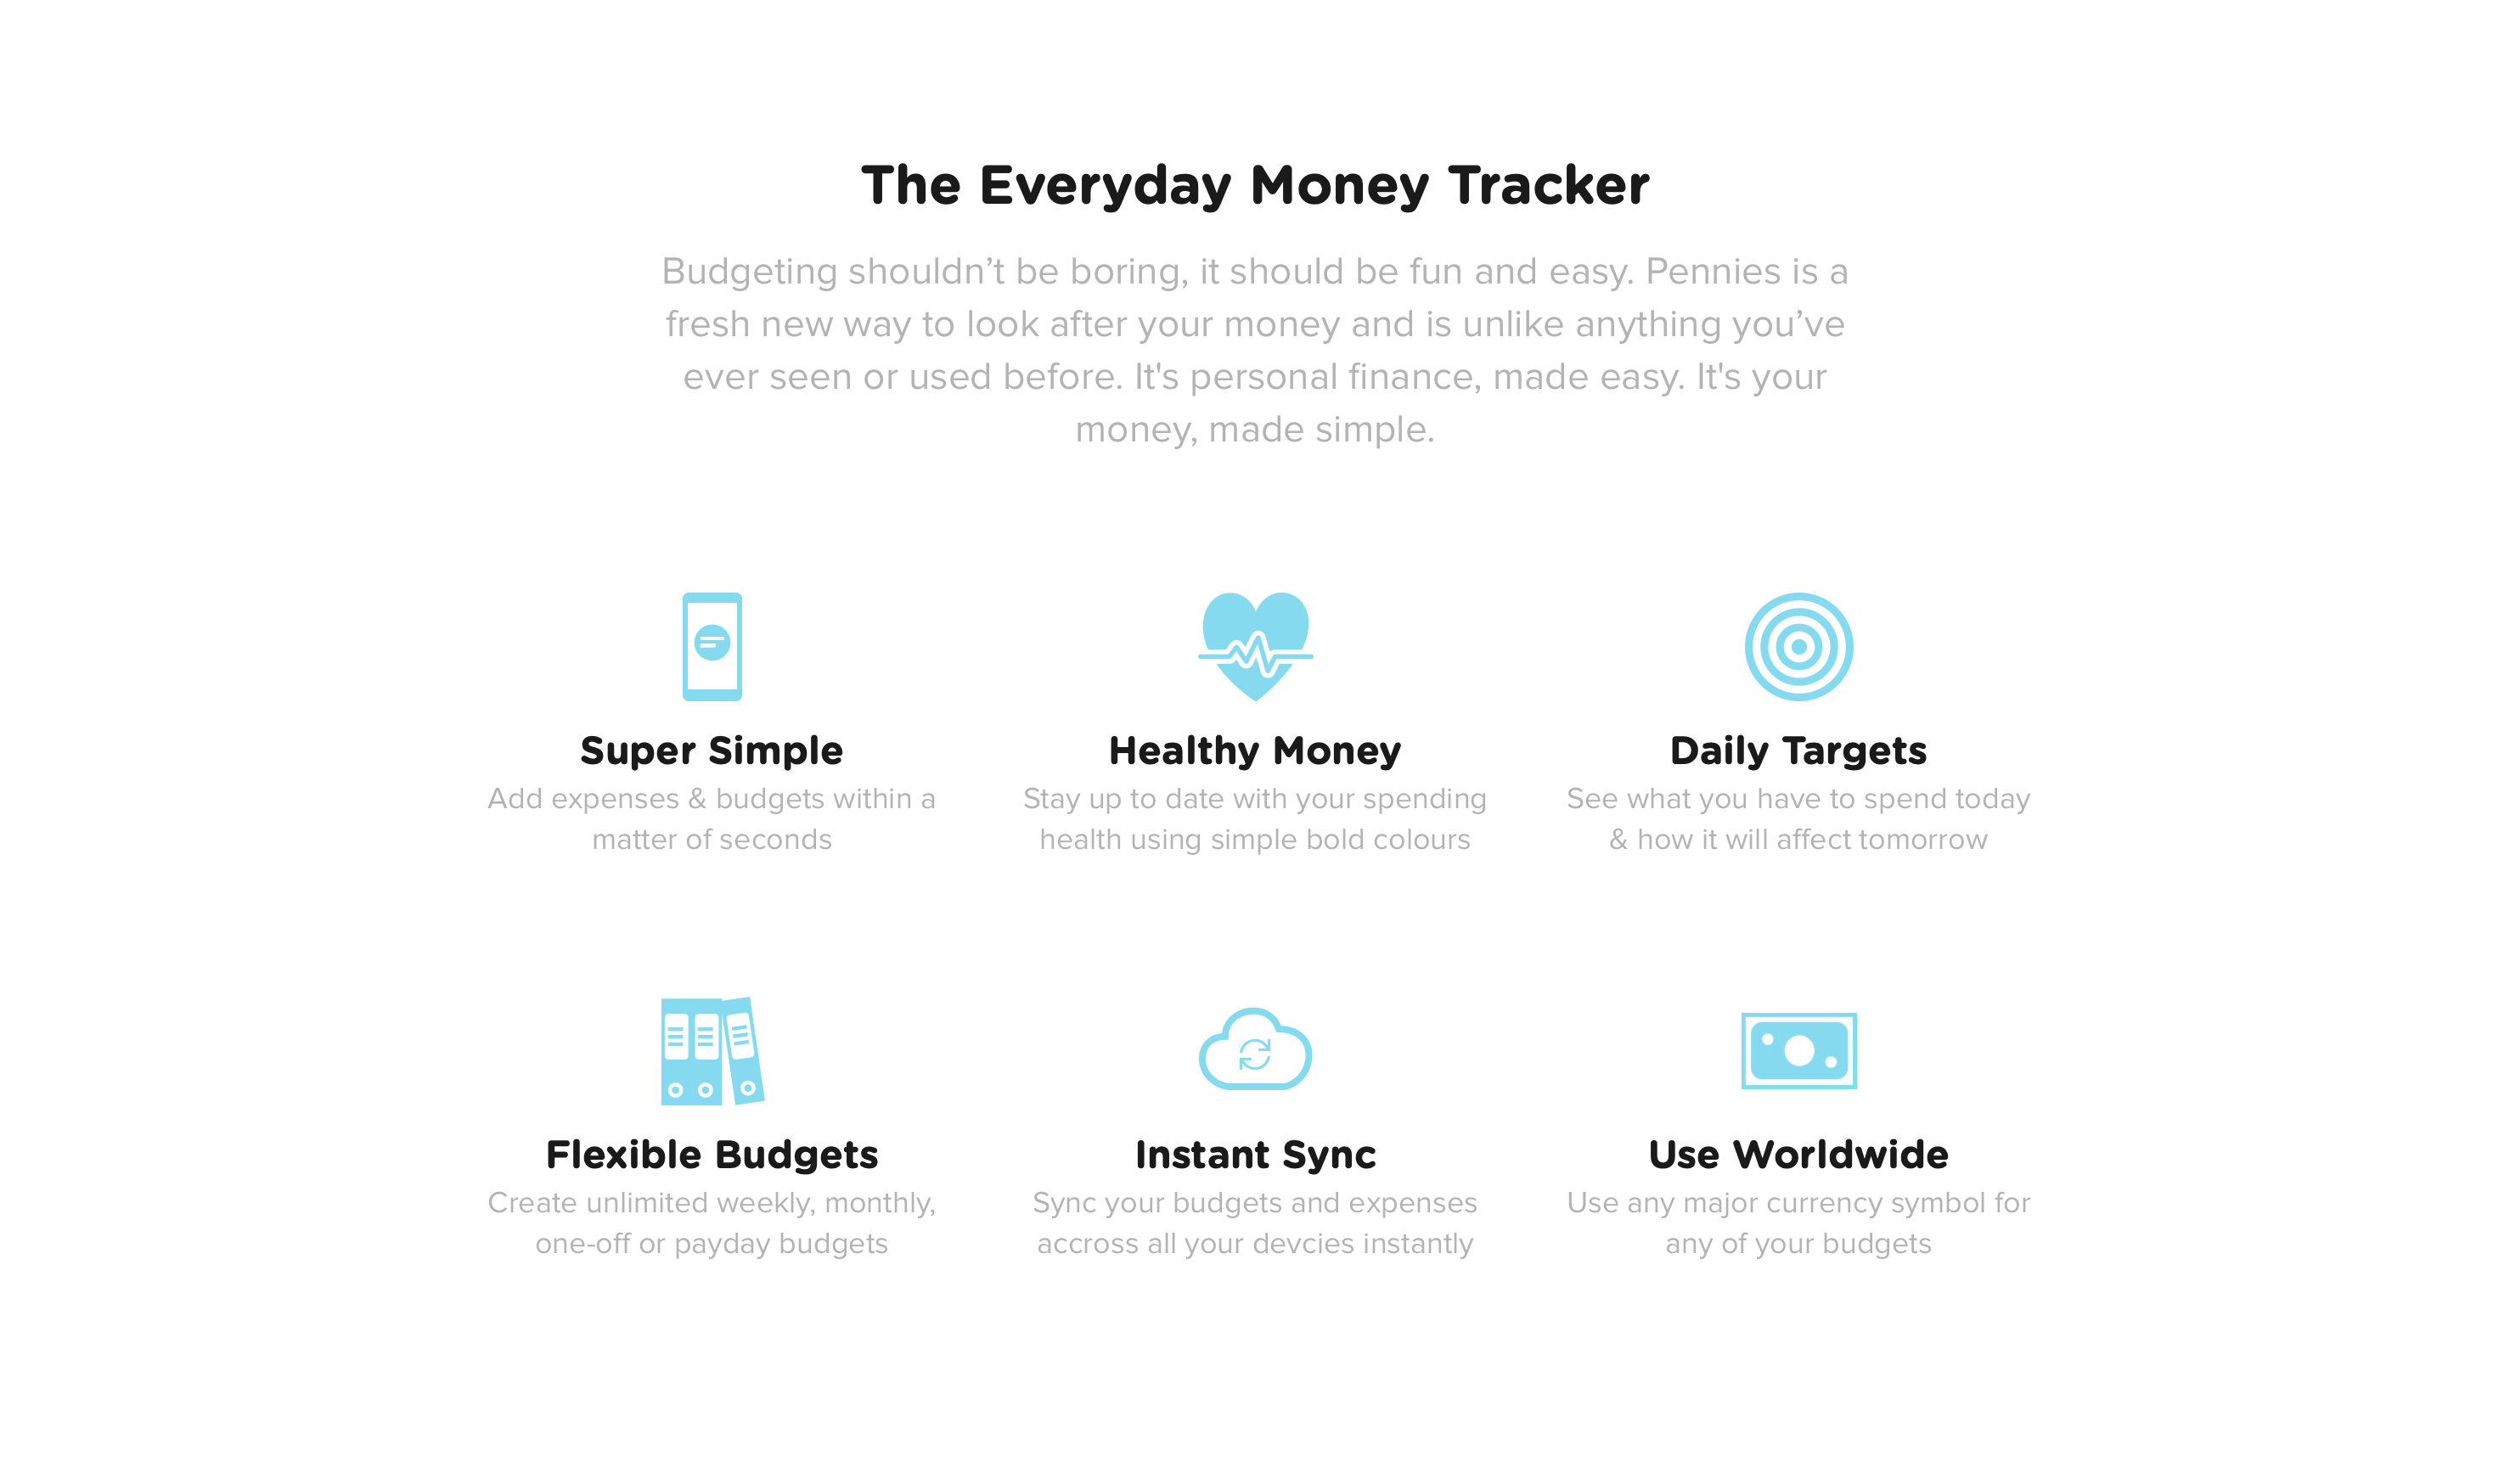 The Everyday Money Tracker
Budgeting shouldn’t be boring, it should be fun and easy. Pennies is a
fresh new way to look after your money and is unlike anything you’ve
ever seen or used before. It's personal finance, made easy. It's your
money, made simple.
Super Simple
Add expenses & budgets within a
matter of seconds
Healthy Money
Stay up to date with your spending
health using simple bold colours
Daily Targets
See what you have to spend today
& how it will affect tomorrow
Flexible Budgets
Create unlimited weekly, monthly,
one-off or payday budgets
Instant Sync
Sync your budgets and expenses
accross all your devcies instantly
Use Worldwide
Use any major currency symbol for
any of your budgets